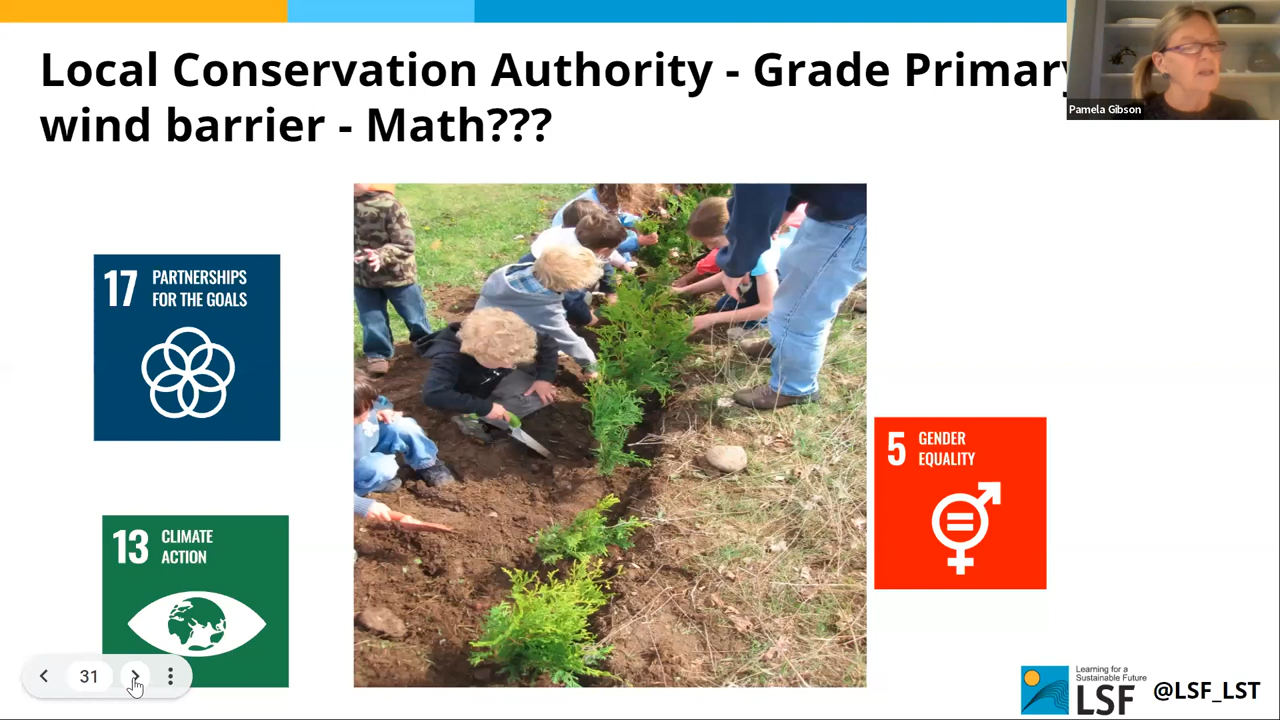 Local Conservation Authority - Grade Primary
wind barrier - Math???
Pamela Gibson
17 PARTNERSHIPS
FOR THE GOALS
5 GENDER
EQUALITY
13 CLIMATE
ACTION
31
Learning for a
Sustainable Future
LSF
@LSF_LST